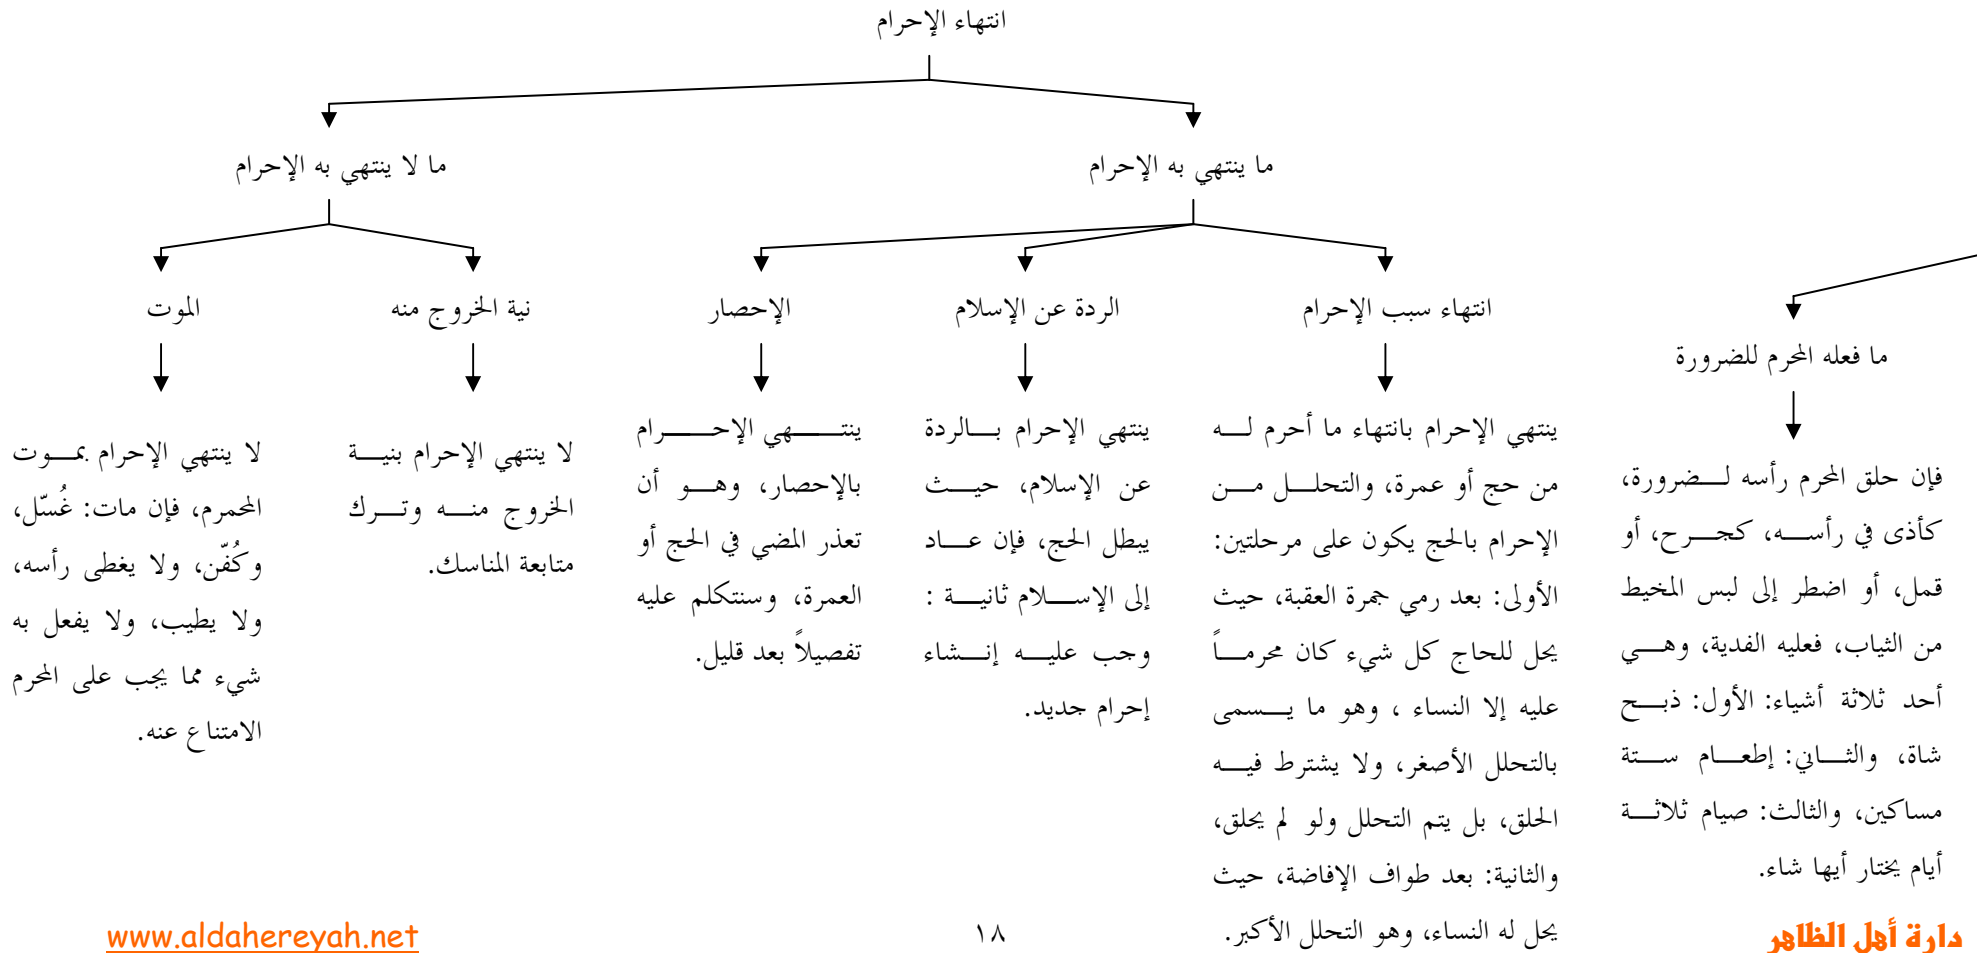 انتهاء الإحرام
ما ينتهي به الإحرام
ما لا ينتهي به الإحرام
ما فعله المحرم للضرورة
فإن حلق المحرم رأسه لضرورة،
كأذى في رأسه، كجرح، أو
قمل، أو اضطر إلى لبس المخيط
من الثياب، فعليه الفدية، وهي
أحد ثلاثة أشياء: الأول: ذبح
شاة، والثاني: إطعام ستة
مساكين، والثالث: صيام ثلاثة
أيام يختار أيها شاء.
انتهاء سبب الإحرام
ينتهي الإحرام بانتهاء ما أحرم له
من حج أو عمرة، والتحلل من
الإحرام بالحج يكون على مرحلتين:
الأولى: بعد رمي جمرة العقبة، حيث
يحل للحاج كل شيء كان محرماً
عليه إلا النساء ، وهو ما يسمى
بالتحلل الأصغر، ولا يشترط فيه
الحلق، بل يتم التحلل ولو لم يحلق،
والثانية: بعد طواف الإفاضة، حيث
يحل له النساء، وهو التحلل الأكبر.
الردة عن الإسلام
ينتهي الإحرام بالردة
عن الإسلام، حيث
يبطل الحج، فإن عاد
إلى الإسلام ثانية :
وجب عليه إنشاء
إحرام جديد.
الإحصار
ينتهي الإحرام
بالإحصار، وهو أن
تعذر المضي في الحج أو
العمرة، وسنتكلم عليه
تفصيلاً بعد قليل.
نية الخروج منه
لا ينتهي الإحرام بنية
الخروج منه وترك
متابعة المناسك.
الموت
لا ينتهي الإحرام بموت
المحمرم، فإن مات: غُسّل،
وكُفّن، ولا يغطى رأسه،
ولا يطيب، ولا يفعل به
شيء مما يجب على المحرم
الامتناع عنه.
دارة أهل الظاهر
١٨
www.aldahereyah.net